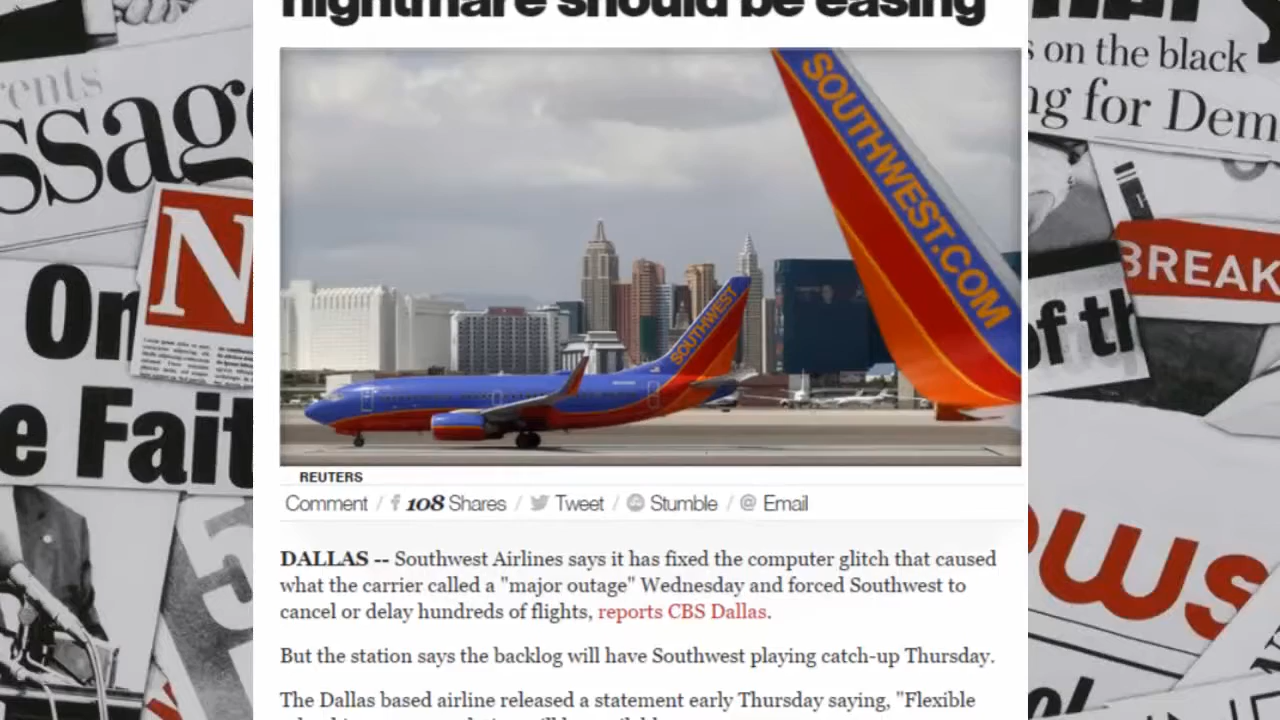 nightmare should be easing
SOUTHWEST.COM
SOUTHWEST
REUTERS
Comment / 108 Shares / Tweet / Stumble / @ Email
DALLAS -- Southwest Airlines says it has fixed the computer glitch that caused
what the carrier called a "major outage" Wednesday and forced Southwest to
cancel or delay hundreds of flights, reports CBS Dallas.
But the station says the backlog will have Southwest playing catch-up Thursday.
The Dallas based airline released a statement early Thursday saying, "Flexible
ents
ssage
N
On
e Fait
5
s on the black
ng for Dem
BREAK
of th
ows